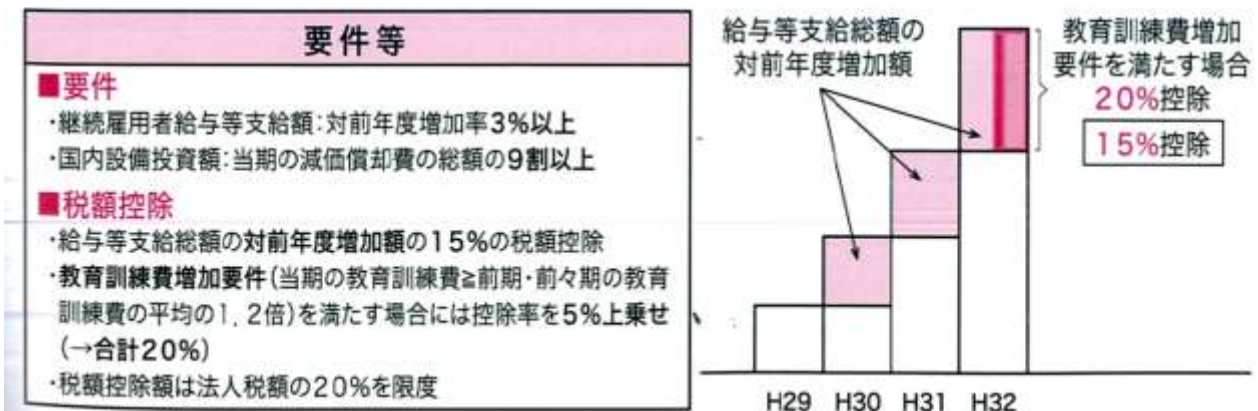 要件等
■要件
・継続雇用者給与等支給額:対前年度増加率3%以上
・国内設備投資額:当期の減価償却費の総額の9割以上
■税額控除
・給与等支給総額の対前年度増加額の15%の税額控除
・教育訓練費増加要件(当期の教育訓練費≧前期・前々期の教育
訓練費の平均の1.2倍)を満たす場合には控除率を5%上乗せ
(→合計20%)
・税額控除額は法人税額の20%を限度
給与等支給総額の
対前年度増加額
教育訓練費増加
要件を満たす場合
20%控除
15%控除
H29 H30 H31 H32